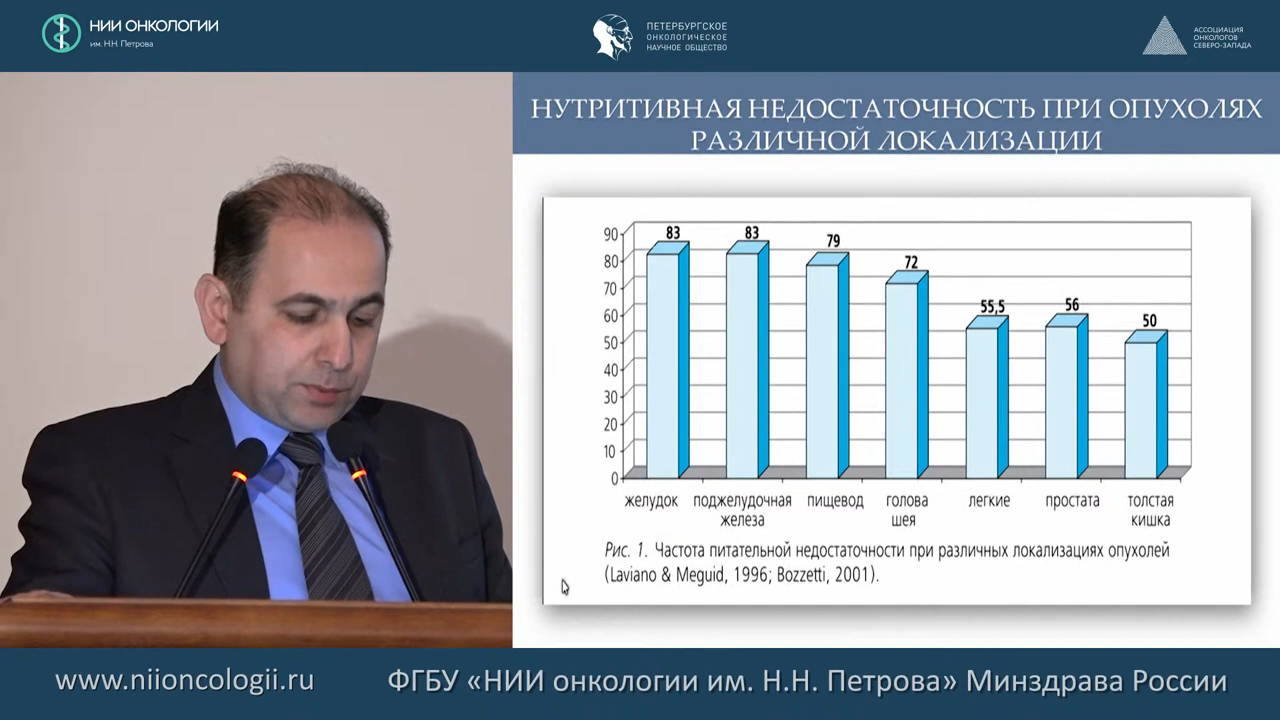 НИИ ОНКОЛОГИИ
им. Н.Н. Петрова
ПЕТЕРБУРГСКОЕ
ОНКОЛОГИЧЕСКОЕ
НАУЧНОЕ ОБЩЕСТВО
АССОЦИАЦИЯ
ОНКОЛОГОВ
СЕВЕРО-ЗАПАДА
НУТРИТИВНАЯ НЕДОСТАТОЧНОСТЬ ПРИ ОПУХОЛЯХ
РАЗЛИЧНОЙ ЛОКАЛИЗАЦИИ
90
80
70
60
50
40
30
20
10
0
83
83
79
72
55,5
56
50
желудок
поджелудочная
железа
пищевод
голова
шея
легкие
простата
толстая
кишка
Рис. 1. Частота питательной недостаточности при различных локализациях опухолей
(Laviano & Meguid, 1996; Bozzetti, 2001).
www.niioncologii.ru
ФГБУ «НИИ онкологии им. Н.Н. Петрова» Минздрава России